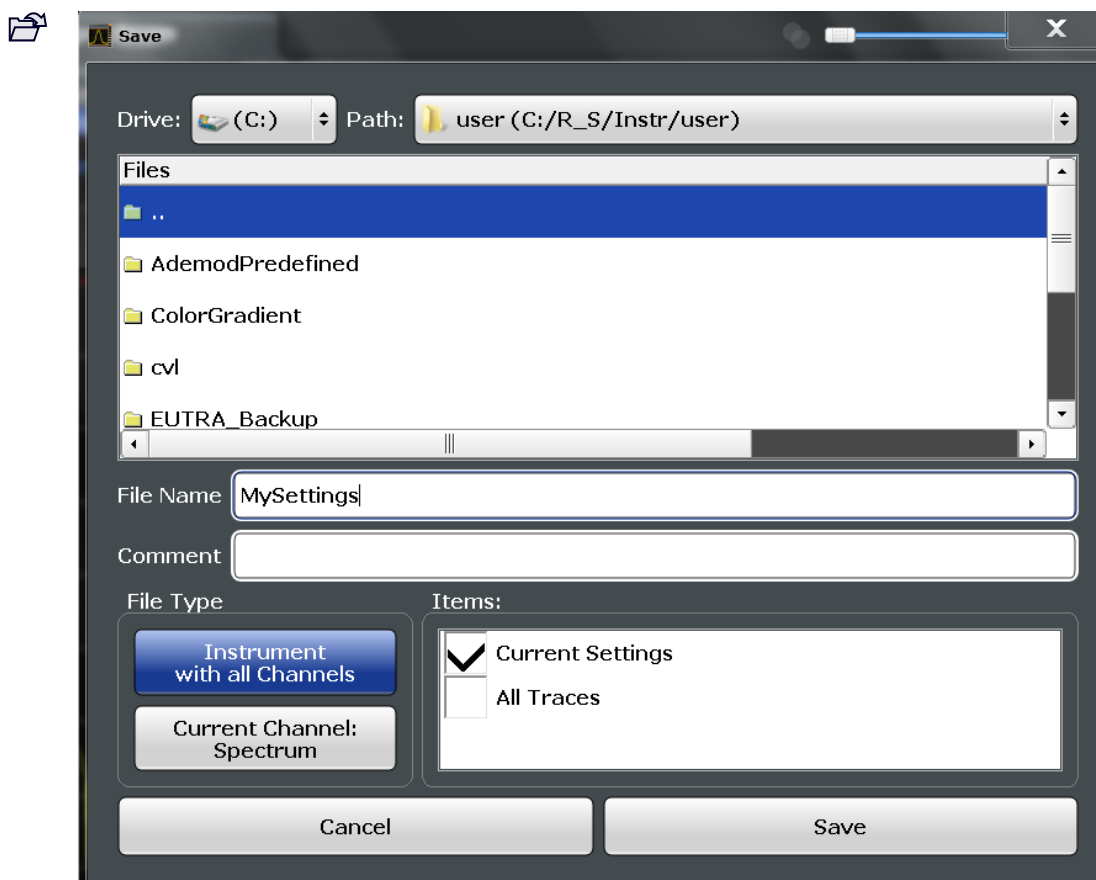 Save
X
Drive: (C:) Path: user (C:/R_S/Instr/user)
Files
..
AdemodPredefined
ColorGradient
cvl
EUTRA_Backup
File Name MySettings
Comment
File Type Items:
Instrument
with all Channels
Current Settings
All Traces
Current Channel:
Spectrum
Cancel Save